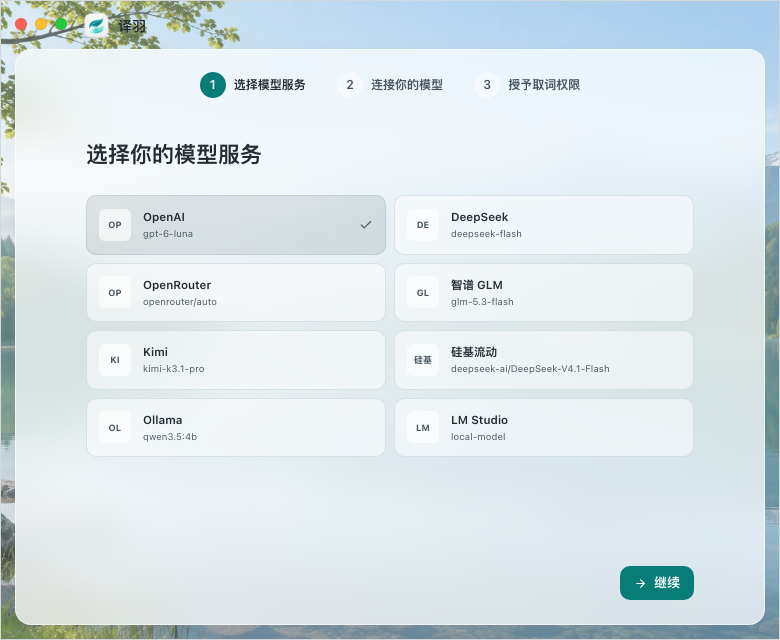 译羽
1 选择模型服务 2 连接你的模型 3 授予取词权限
选择你的模型服务
OP OpenAI
gpt-6-luna
DE DeepSeek
deepseek-flash
OP OpenRouter
openrouter/auto
GL 智谱 GLM
glm-5.3-flash
KI Kimi
kimi-k3.1-pro
硅基 硅基流动
deepseek-ai/DeepSeek-V4.1-Flash
OL Ollama
qwen3.5:4b
LM LM Studio
local-model
→ 继续